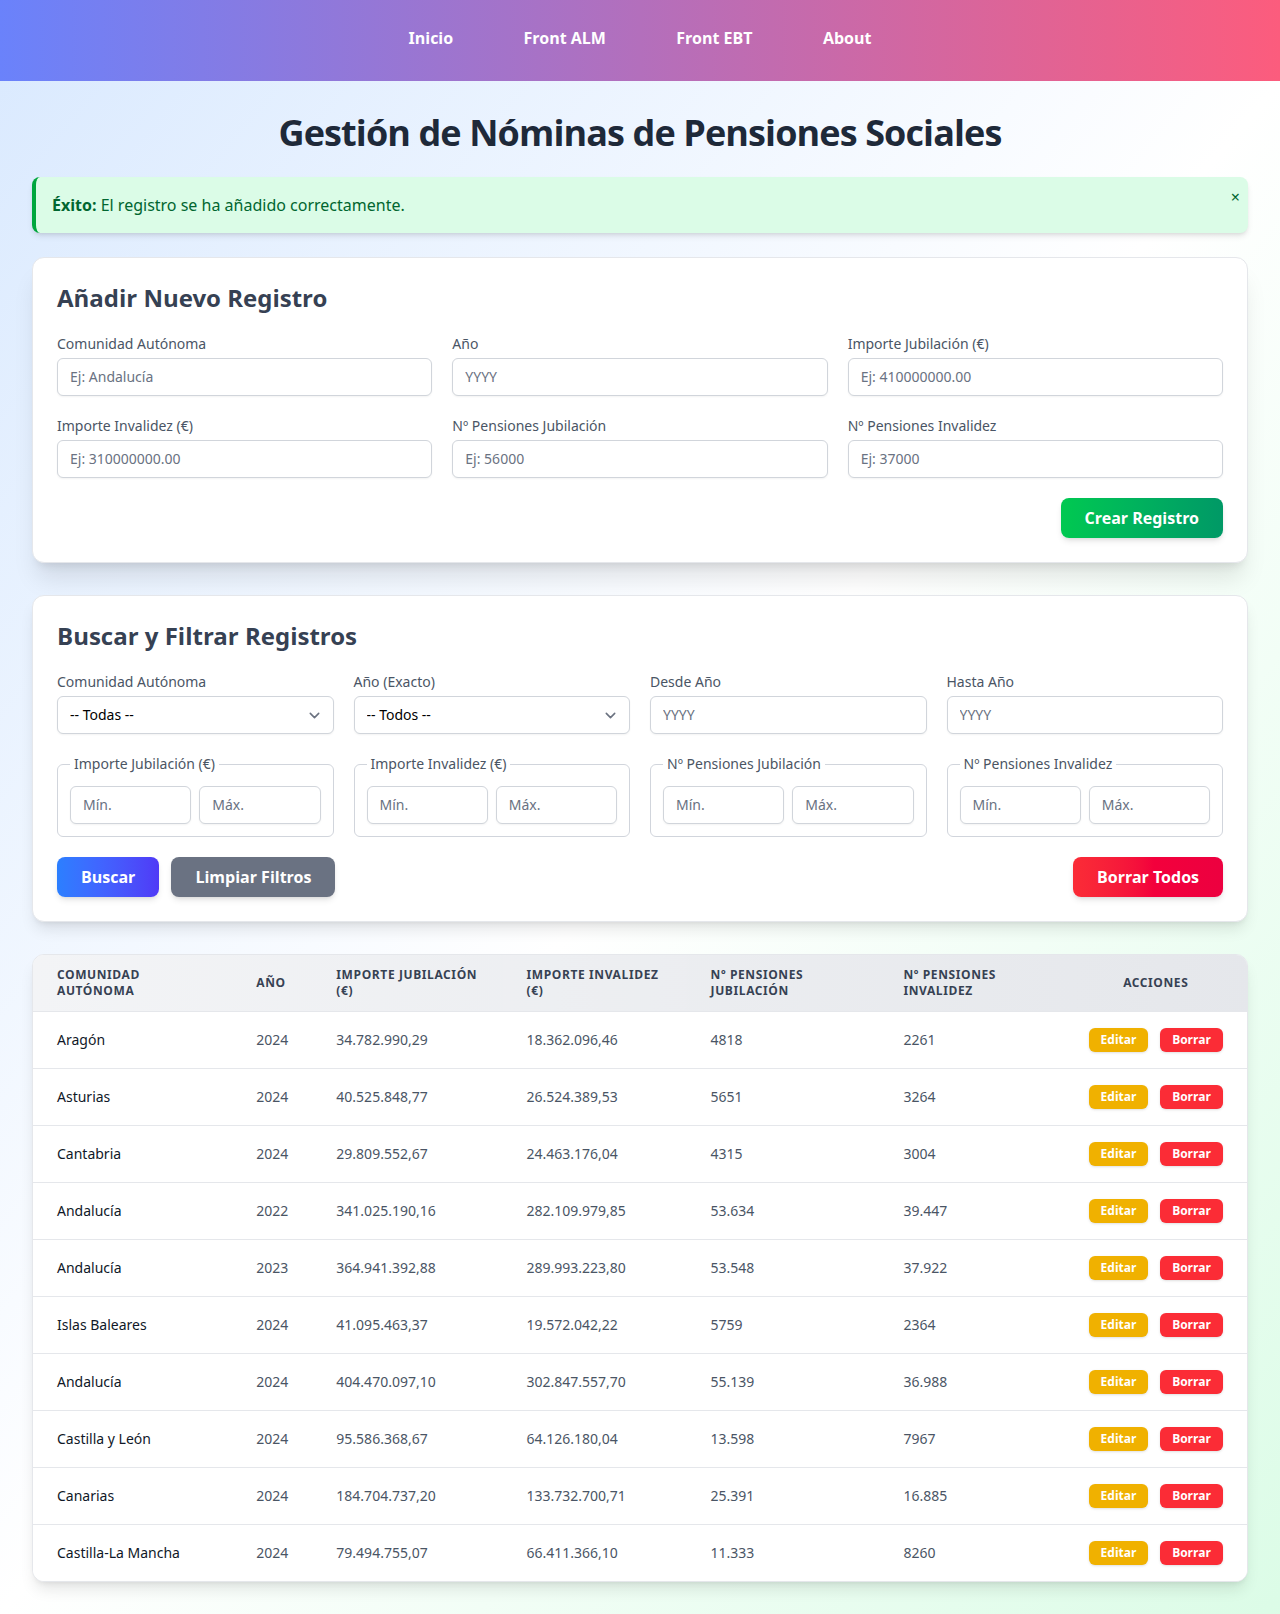 Inicio Front ALM Front EBT About
Gestión de Nóminas de Pensiones Sociales
Éxito: El registro se ha añadido correctamente. ×
Añadir Nuevo Registro
Comunidad Autónoma Año Importe Jubilación (€)
Ej: Andalucía YYYY Ej: 410000000.00
Importe Invalidez (€) Nº Pensiones Jubilación Nº Pensiones Invalidez
Ej: 310000000.00 Ej: 56000 Ej: 37000
Crear Registro
Buscar y Filtrar Registros
Comunidad Autónoma Año (Exacto) Desde Año Hasta Año
-- Todas -- -- Todos -- YYYY YYYY
Importe Jubilación (€) Importe Invalidez (€) Nº Pensiones Jubilación Nº Pensiones Invalidez
Mín. Máx. Mín. Máx. Mín. Máx. Mín. Máx.
Buscar Limpiar Filtros Borrar Todos
COMUNIDAD AUTÓNOMA AÑO IMPORTE JUBILACIÓN (€) IMPORTE INVALIDEZ (€) Nº PENSIONES JUBILACIÓN Nº PENSIONES INVALIDEZ ACCIONES
Aragón 2024 34.782.990,29 18.362.096,46 4818 2261 Editar Borrar
Asturias 2024 40.525.848,77 26.524.389,53 5651 3264 Editar Borrar
Cantabria 2024 29.809.552,67 24.463.176,04 4315 3004 Editar Borrar
Andalucía 2022 341.025.190,16 282.109.979,85 53.634 39.447 Editar Borrar
Andalucía 2023 364.941.392,88 289.993.223,80 53.548 37.922 Editar Borrar
Islas Baleares 2024 41.095.463,37 19.572.042,22 5759 2364 Editar Borrar
Andalucía 2024 404.470.097,10 302.847.557,70 55.139 36.988 Editar Borrar
Castilla y León 2024 95.586.368,67 64.126.180,04 13.598 7967 Editar Borrar
Canarias 2024 184.704.737,20 133.732.700,71 25.391 16.885 Editar Borrar
Castilla-La Mancha 2024 79.494.755,07 66.411.366,10 11.333 8260 Editar Borrar